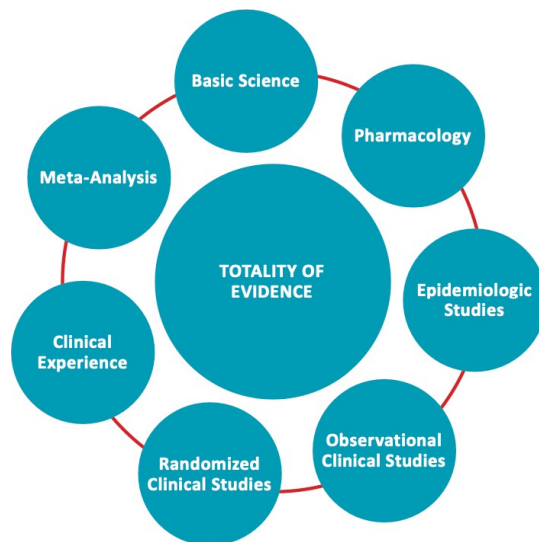 Basic Science
Pharmacology
Epidemiologic
Studies
Observational
Clinical Studies
Randomized
Clinical Studies
Clinical
Experience
Meta-Analysis
TOTALITY OF
EVIDENCE